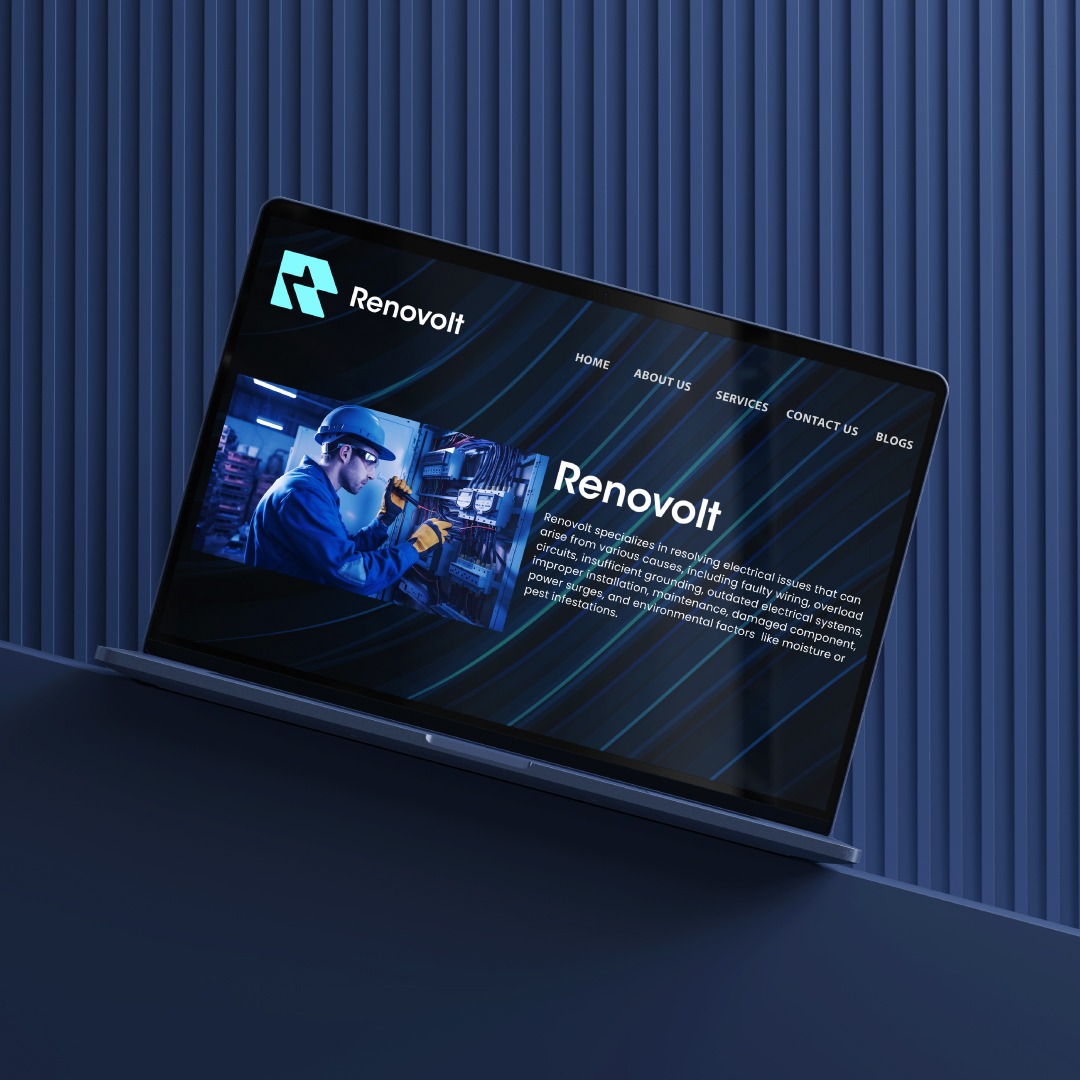 Renovolt
HOME ABOUT US SERVICES CONTACT US BLOGS
Renovolt
Renovolt specializes in resolving electrical issues that can
arise from various causes, including faulty wiring, overload
circuits, insufficient grounding, outdated electrical systems,
improper installation, maintenance, damaged component,
power surges, and environmental factors like moisture or
pest infestations.